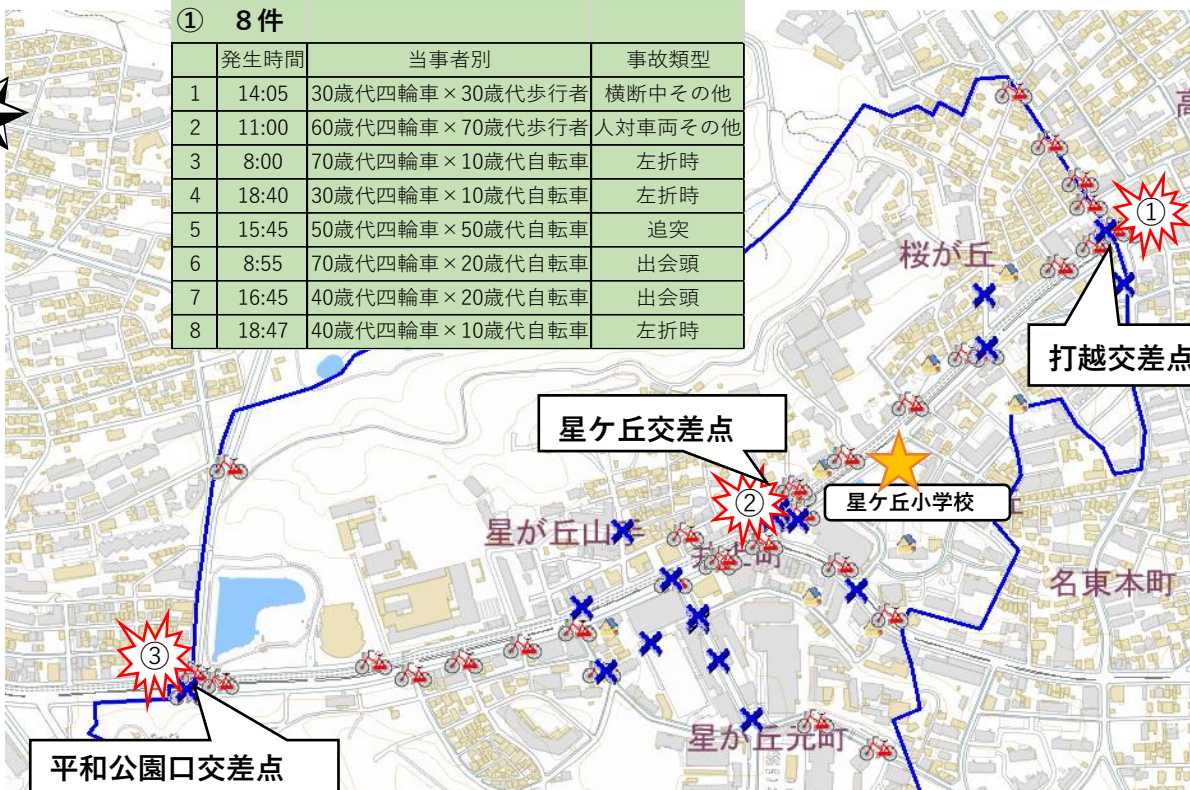 ① 8件
発生時間 当事者別 事故類型
1 14:05 30歳代四輪車×30歳代歩行者 横断中その他
2 11:00 60歳代四輪車×70歳代歩行者 人対車両その他
3 8:00 70歳代四輪車×10歳代自転車 左折時
4 18:40 30歳代四輪車×10歳代自転車 左折時
5 15:45 50歳代四輪車×50歳代自転車 追突
6 8:55 70歳代四輪車×20歳代自転車 出会頭
7 16:45 40歳代四輪車×20歳代自転車 出会頭
8 18:47 40歳代四輪車×10歳代自転車 左折時
高
①
桜が丘
打越交差点
星ケ丘交差点
②
星ケ丘小学校
星が丘山手
名東本町
③
星が丘元町
平和公園口交差点